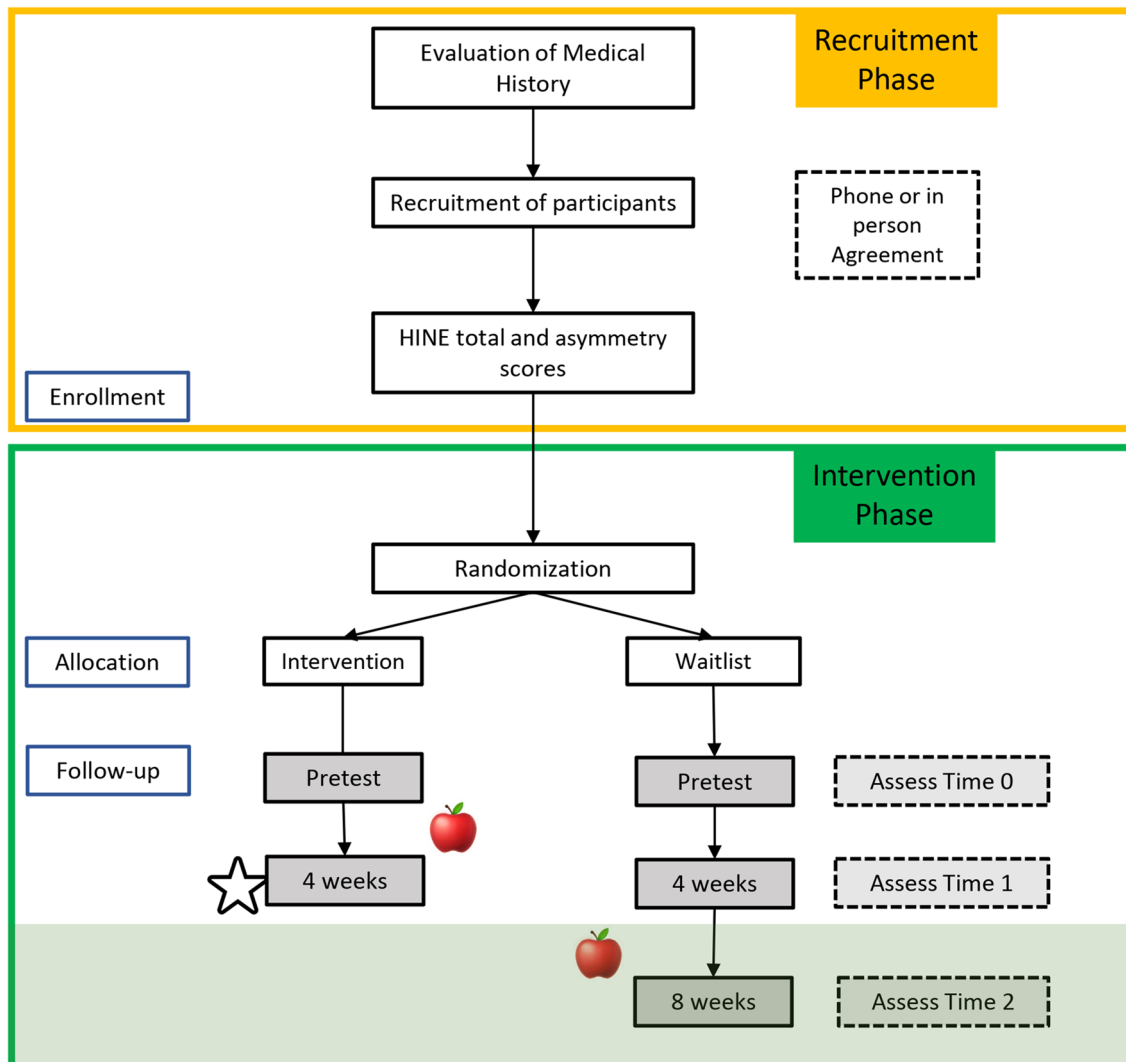 Recruitment
Phase
Evaluation of Medical
History
Recruitment of participants
Phone or in
person
Agreement
HINE total and asymmetry
scores
Enrollment
Intervention
Phase
Randomization
Allocation
Intervention
Waitlist
Follow-up
Pretest
Pretest
Assess Time 0
4 weeks
4 weeks
Assess Time 1
8 weeks
Assess Time 2